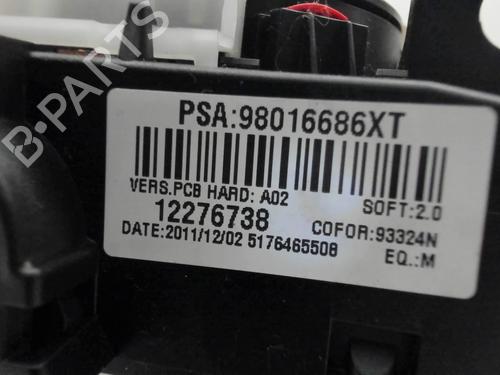 B-PARTS
PSA:98016686XT
VERS.PCB HARD: A02 SOFT:2.0
12276738 COFOR:93324N
DATE:2011/12/02 5176465508 EQ.:M